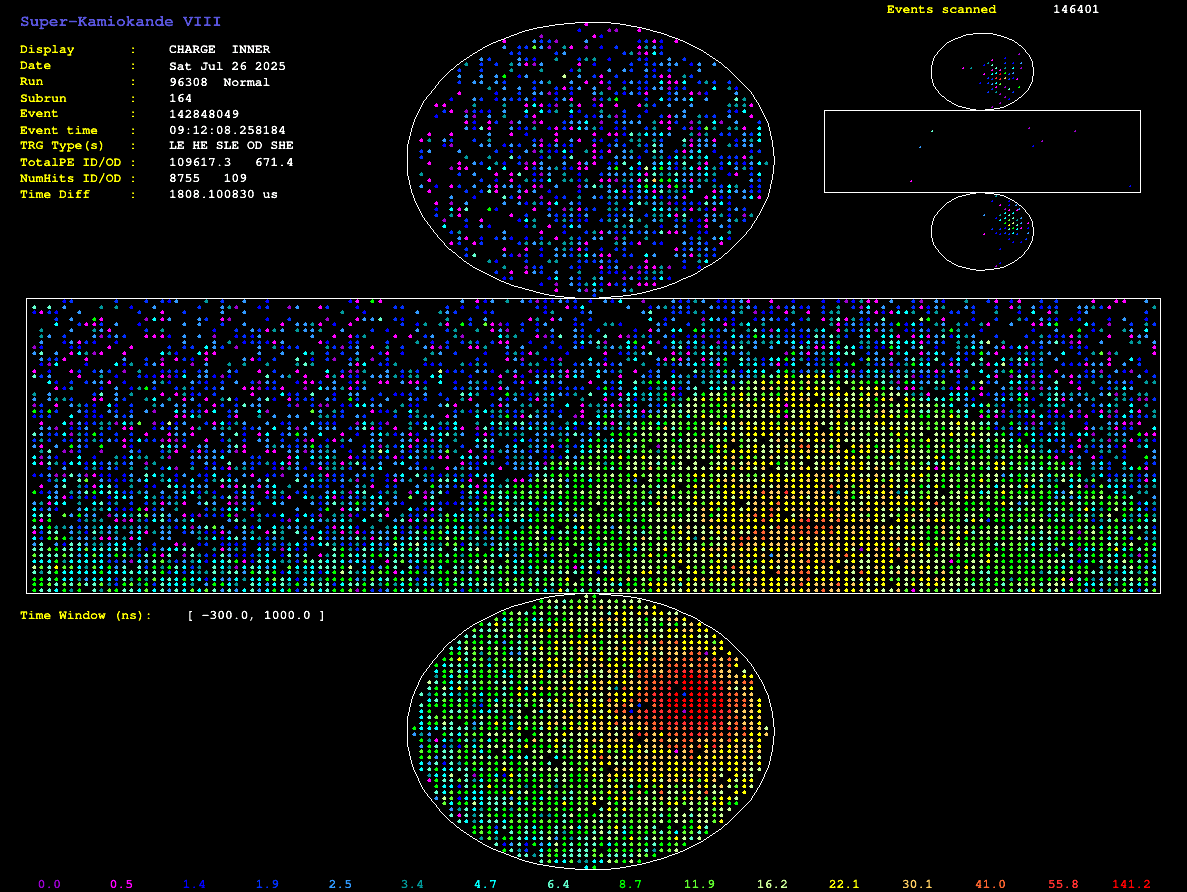 Super-Kamiokande VIII
Events scanned 146401
Display : CHARGE INNER
Date : Sat Jul 26 2025
Run : 96308 Normal
Subrun : 164
Event : 142848049
Event time : 09:12:08.258184
TRG Type(s) : LE HE SLE OD SHE
TotalPE ID/OD : 109617.3 671.4
NumHits ID/OD : 8755 109
Time Diff : 1808.100830 us
Time Window (ns): [ -300.0, 1000.0 ]
0.0 0.5 1.4 1.9 2.5 3.4 4.7 6.4 8.7 11.9 16.2 22.1 30.1 41.0 55.8 141.2